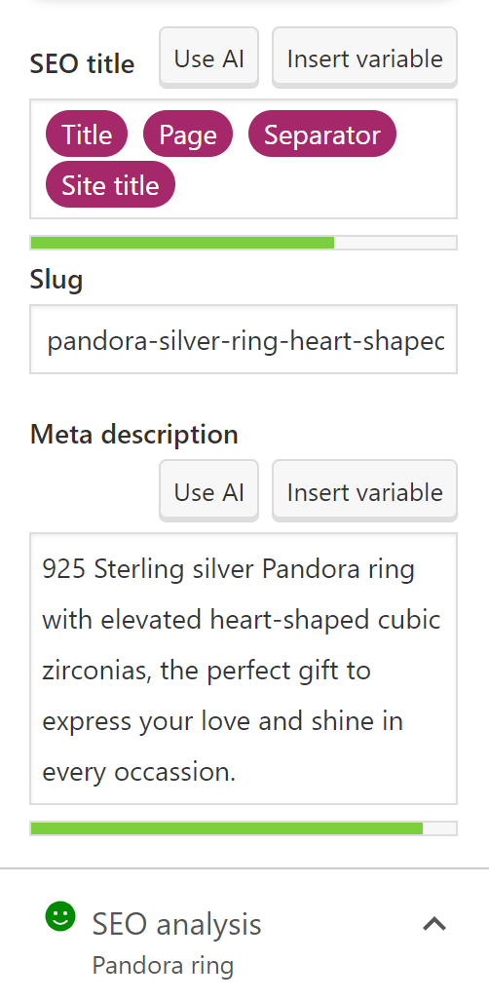 SEO title Use AI Insert variable
Title Page Separator
Site title
Slug
pandora-silver-ring-heart-shaped
Meta description
Use AI Insert variable
925 Sterling silver Pandora ring
with elevated heart-shaped cubic
zirconias, the perfect gift to
express your love and shine in
every occassion.
SEO analysis
Pandora ring